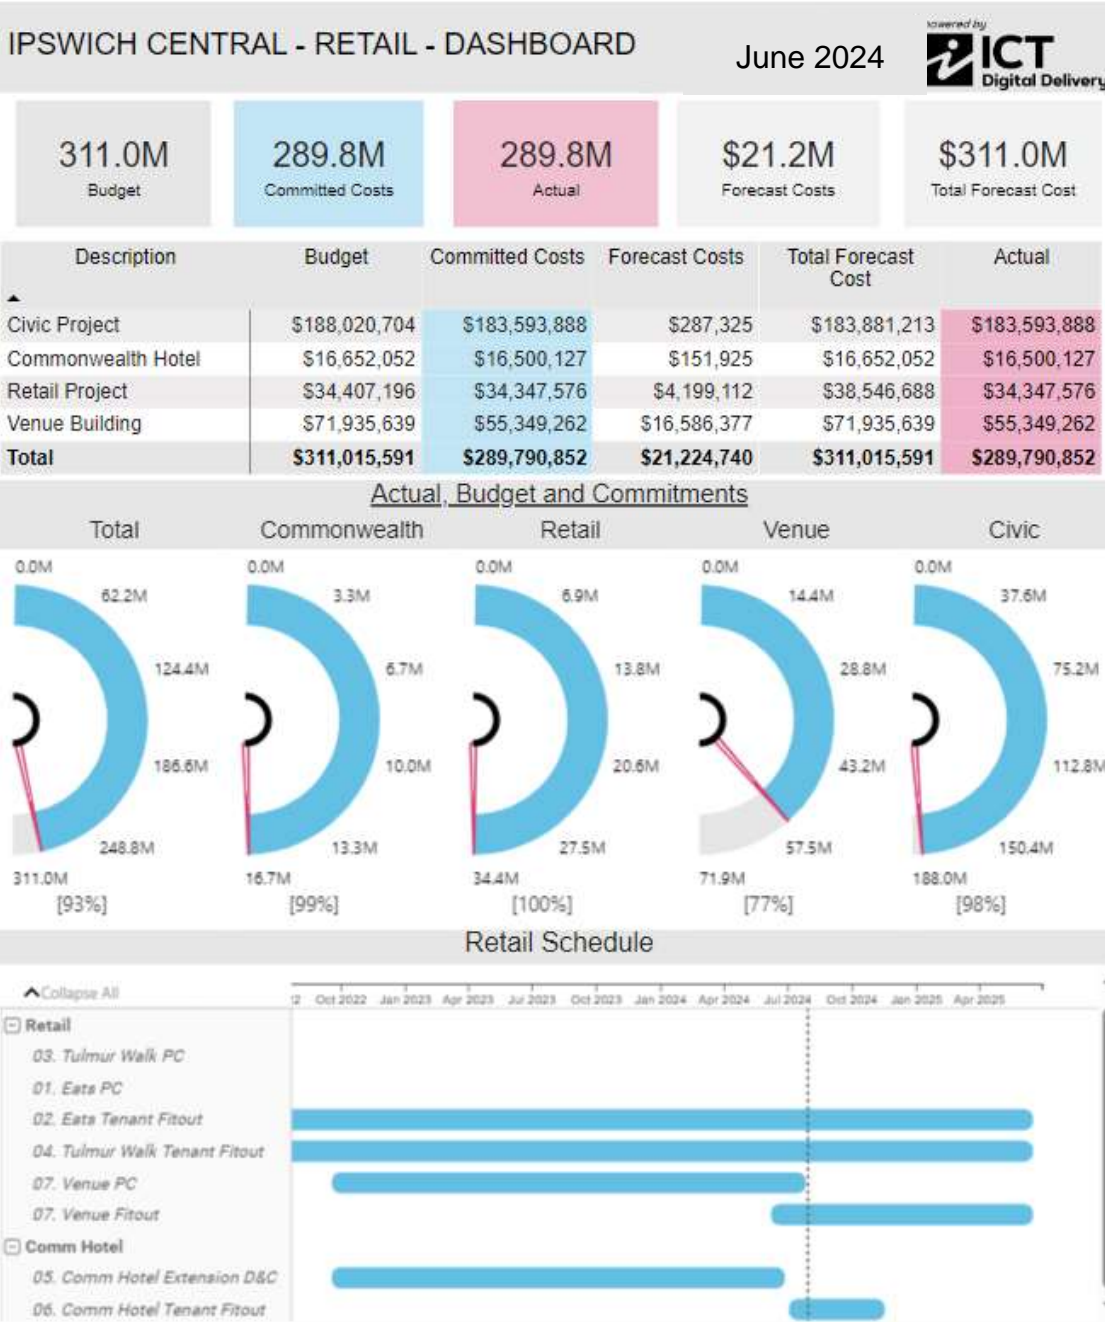 IPSWICH CENTRAL - RETAIL - DASHBOARD
June 2024
powered by
ICT
Digital Delivery
311.0M
Budget
289.8M
Committed Costs
289.8M
Actual
$21.2M
Forecast Costs
$311.0M
Total Forecast Cost
Description Budget Committed Costs Forecast Costs Total Forecast Cost Actual
Civic Project $188,020,704 $183,593,888 $287,325 $183,881,213 $183,593,888
Commonwealth Hotel $16,652,052 $16,500,127 $151,925 $16,652,052 $16,500,127
Retail Project $34,407,196 $34,347,576 $4,199,112 $38,546,688 $34,347,576
Venue Building $71,935,639 $55,349,262 $16,586,377 $71,935,639 $55,349,262
Total $311,015,591 $289,790,852 $21,224,740 $311,015,591 $289,790,852
Actual, Budget and Commitments
Total Commonwealth Retail Venue Civic
0.0M 0.0M 0.0M 0.0M 0.0M
62.2M 3.3M 6.9M 14.4M 37.6M
124.4M 6.7M 13.8M 28.8M 75.2M
186.6M 10.0M 20.6M 43.2M 112.8M
248.8M 13.3M 27.5M 57.5M 150.4M
311.0M 16.7M 34.4M 71.9M 188.0M
[93%] [99%] [100%] [77%] [98%]
Retail Schedule
Collapse All
2 Oct 2022 Jan 2023 Apr 2023 Jul 2023 Oct 2023 Jan 2024 Apr 2024 Jul 2024 Oct 2024 Jan 2025 Apr 2025
Retail
03. Tulmur Walk PC
01. Eats PC
02. Eats Tenant Fitout
04. Tulmur Walk Tenant Fitout
07. Venue PC
07. Venue Fitout
Comm Hotel
05. Comm Hotel Extension D&C
06. Comm Hotel Tenant Fitout